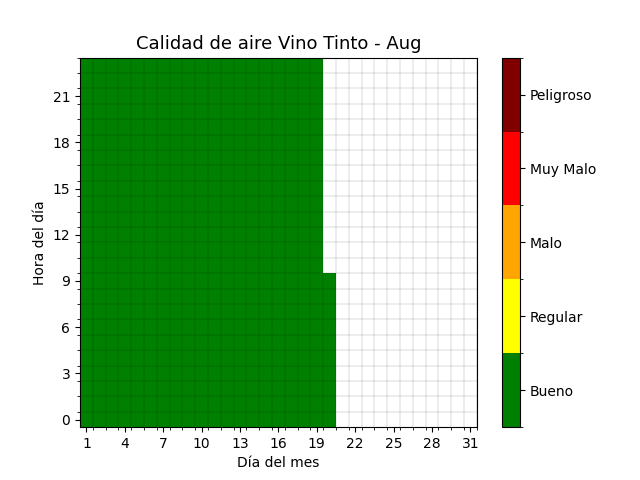 Calidad de aire Vino Tinto - Aug
21
18
15
12
9
6
3
0
Hora del día
1 4 7 10 13 16 19 22 25 28 31
Día del mes
Peligroso
Muy Malo
Malo
Regular
Bueno